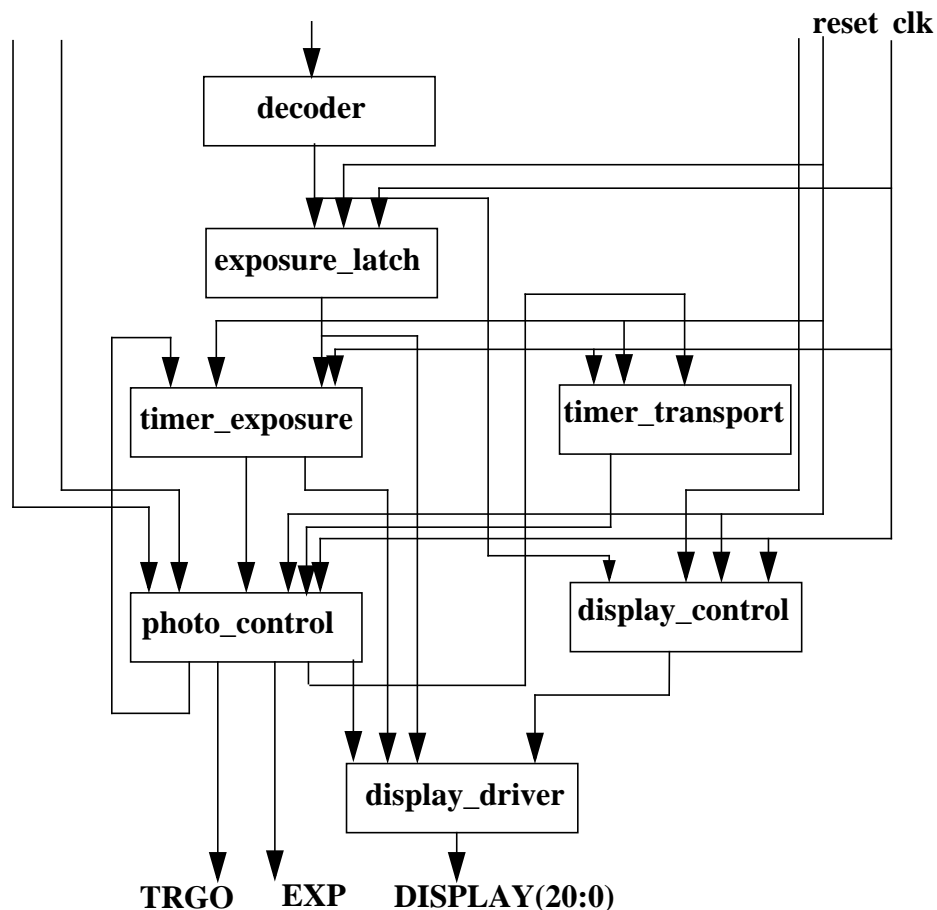 reset clk
decoder
exposure_latch
timer_exposure
timer_transport
photo_control
display_control
display_driver
TRGO EXP DISPLAY(20:0)